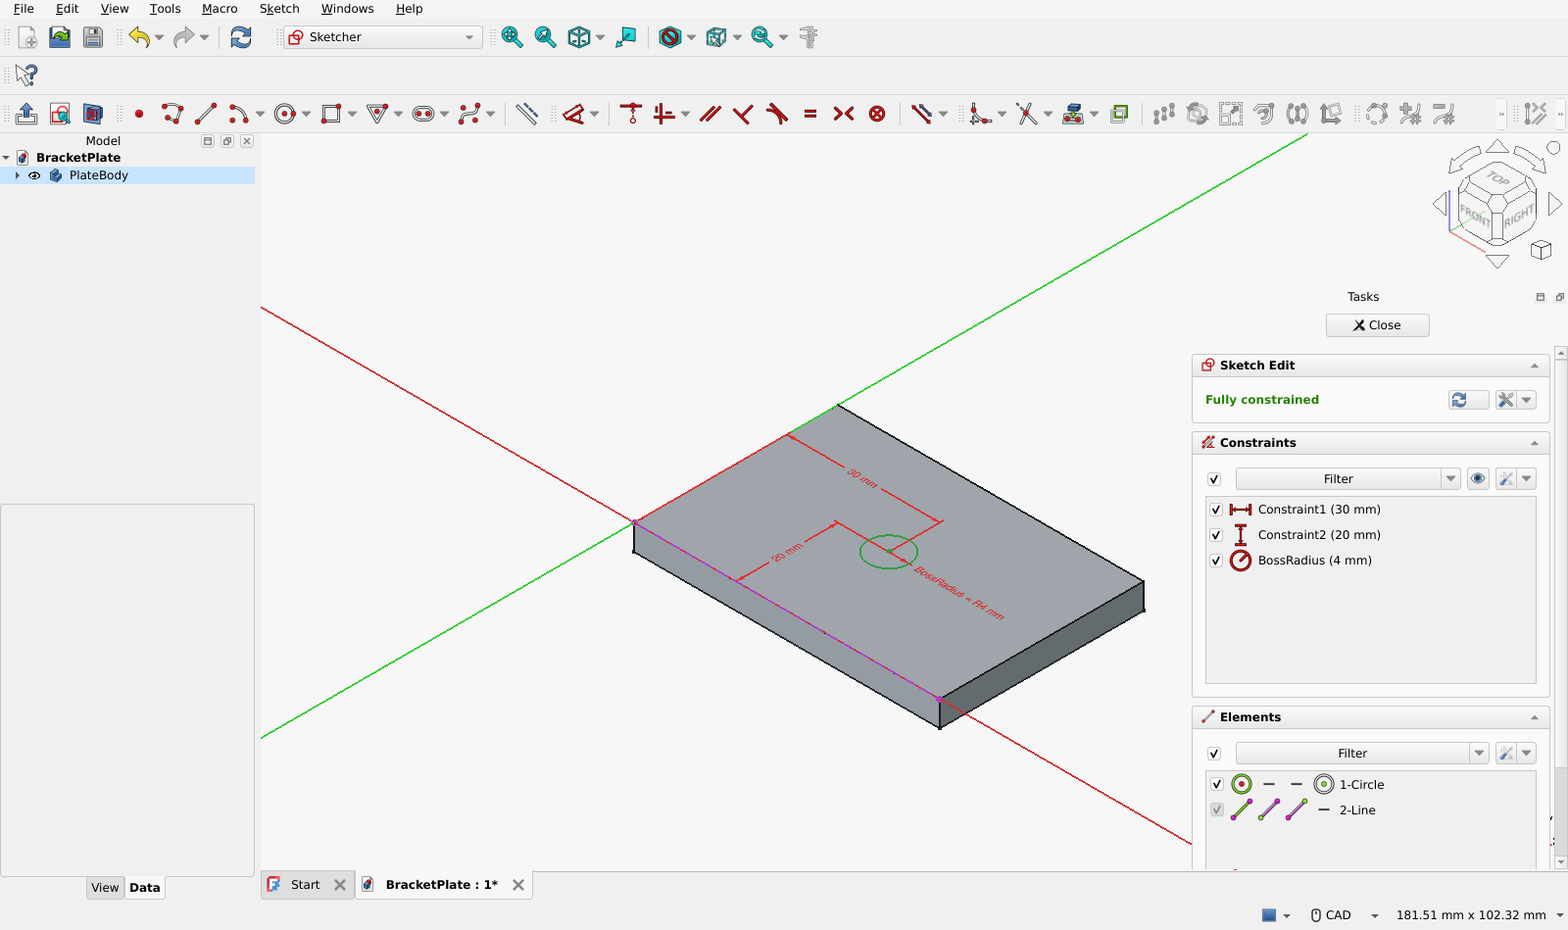 File Edit View Tools Macro Sketch Windows Help
Sketcher
Model
BracketPlate
PlateBody
TOP
FRONT
RIGHT
Tasks
Close
Sketch Edit
Fully constrained
Constraints
Filter
Constraint1 (30 mm)
Constraint2 (20 mm)
BossRadius (4 mm)
30 mm
20 mm
BossRadius = R4 mm
Elements
Filter
1-Circle
2-Line
View Data
Start
BracketPlate : 1*
CAD
181.51 mm x 102.32 mm